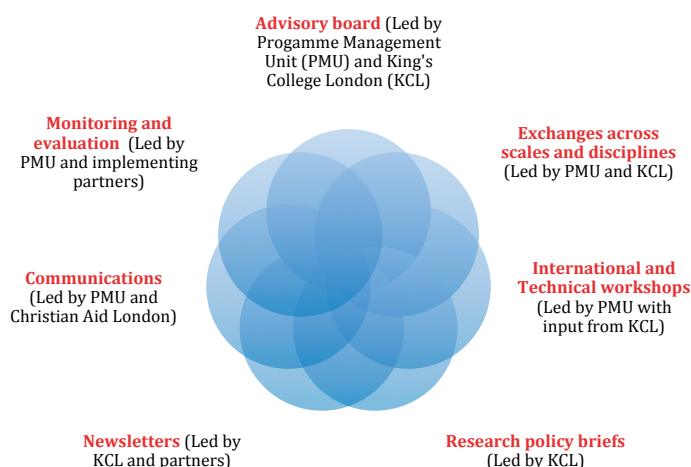 Advisory board (Led by
Progamme Management
Unit (PMU) and King's
College London (KCL)
Exchanges across
scales and disciplines
(Led by PMU and KCL)
International and
Technical workshops
(Led by PMU with
input from KCL)
Research policy briefs
(Led by KCL)
Newsletters (Led by
KCL and partners)
Communications
(Led by PMU and
Christian Aid London)
Monitoring and
evaluation (Led by
PMU and implementing
partners)